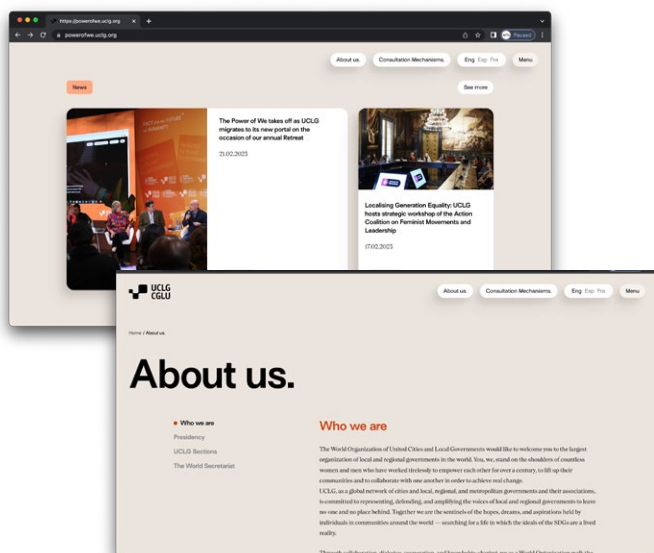 https://powerofwe.uclg.org
powerofwe.uclg.org
Paused
About us.
Consultation Mechanisms.
Eng Esp Fra
Menu
News
See more
The Power of We takes off as UCLG
migrates to its new portal on the
occasion of our annual Retreat
21.02.2023
Localising Generation Equality: UCLG
hosts strategic workshop of the Action
Coalition on Feminist Movements and
Leadership
17.02.2023
UCLG
CGLU
About us.
Consultation Mechanisms.
Eng Esp Fra
Menu
Home / About us.
About us.
Who we are
Presidency
UCLG Sections
The World Secretariat
Who we are
The World Organization of United Cities and Local Governments would like to welcome you to the largest
organization of local and regional governments in the world. You, we, stand on the shoulders of countless
women and men who have worked tirelessly to empower each other for over a century, to lift up their
communities and to collaborate with one another in order to achieve real change.
UCLG, as a global network of cities and local, regional, and metropolitan governments and their associations,
is committed to representing, defending, and amplifying the voices of local and regional governments to leave
no-one and no place behind. Together we are the sentinels of the hopes, dreams, and aspirations held by
individuals in communities around the world — searching for a life in which the ideals of the SDGs are a lived
reality.